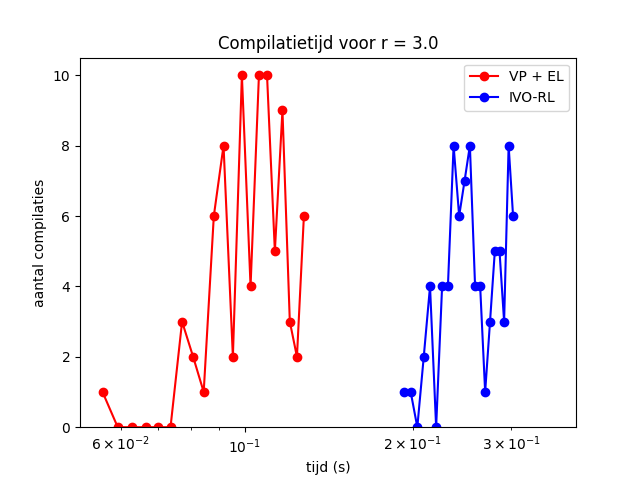 Compilatietijd voor r = 3.0
VP + EL
IVO-RL
aantal compilaties
10
8
6
4
2
0
6 × 10⁻² 10⁻¹ 2 × 10⁻¹ 3 × 10⁻¹
tijd (s)